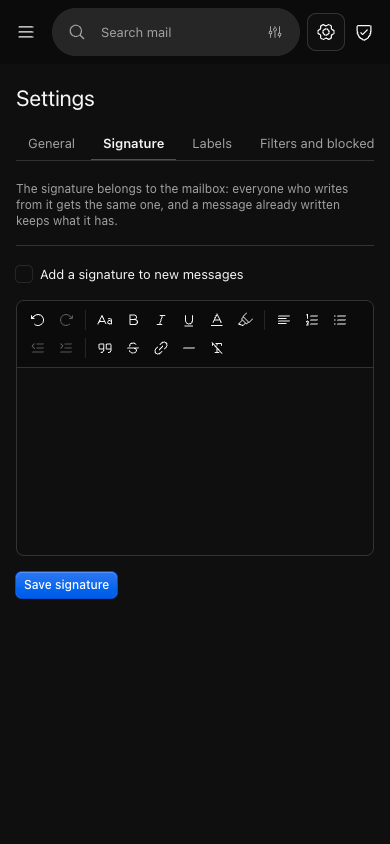 Search mail
Settings
General
Signature
Labels
Filters and blocked
The signature belongs to the mailbox: everyone who writes
from it gets the same one, and a message already written
keeps what it has.
Add a signature to new messages
Aa B I U A
Save signature